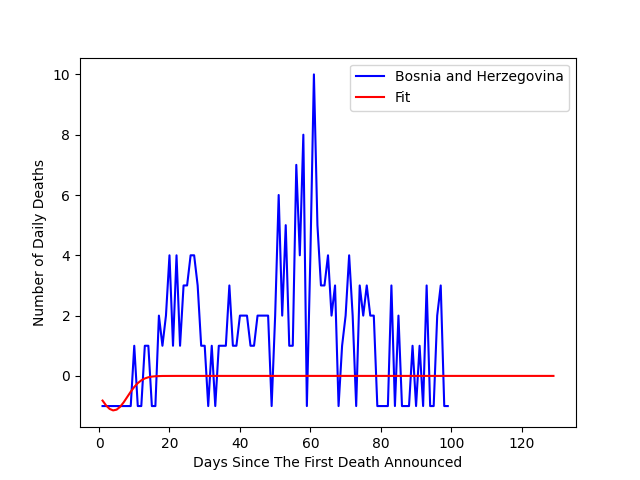 Bosnia and Herzegovina
Fit
Number of Daily Deaths
10
8
6
4
2
0
0 20 40 60 80 100 120
Days Since The First Death Announced